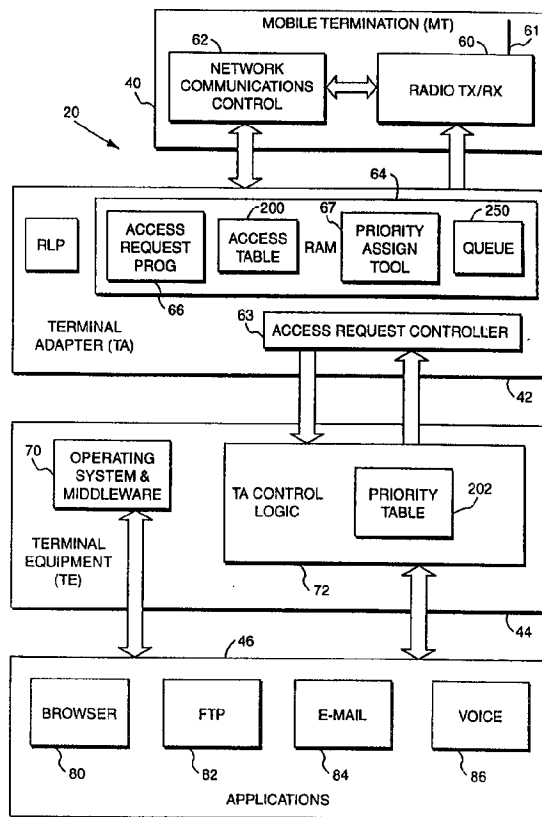 MOBILE TERMINATION (MT)
61
62
60
NETWORK
COMMUNICATIONS
CONTROL
RADIO TX/RX
40
20
64
RLP
ACCESS
REQUEST
PROG
66
200
ACCESS
TABLE
RAM
67
PRIORITY
ASSIGN
TOOL
250
QUEUE
63
ACCESS REQUEST CONTROLLER
TERMINAL
ADAPTER (TA)
42
70
OPERATING
SYSTEM &
MIDDLEWARE
TA CONTROL
LOGIC
PRIORITY
TABLE
202
TERMINAL
EQUIPMENT
(TE)
72
44
46
BROWSER
80
FTP
82
E-MAIL
84
VOICE
86
APPLICATIONS